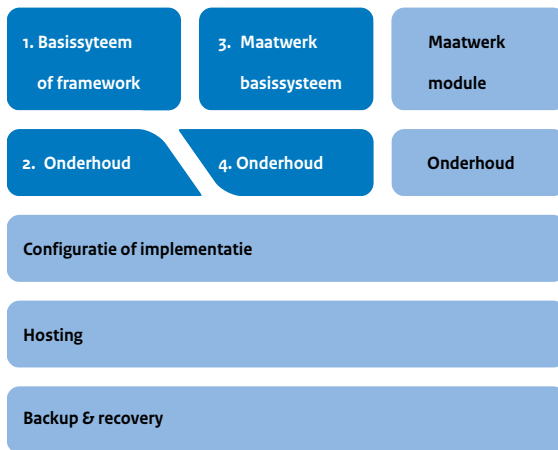 1. Basissyteem
of framework
3. Maatwerk
basissysteem
Maatwerk
module
2. Onderhoud
4. Onderhoud
Onderhoud
Configuratie of implementatie
Hosting
Backup & recovery